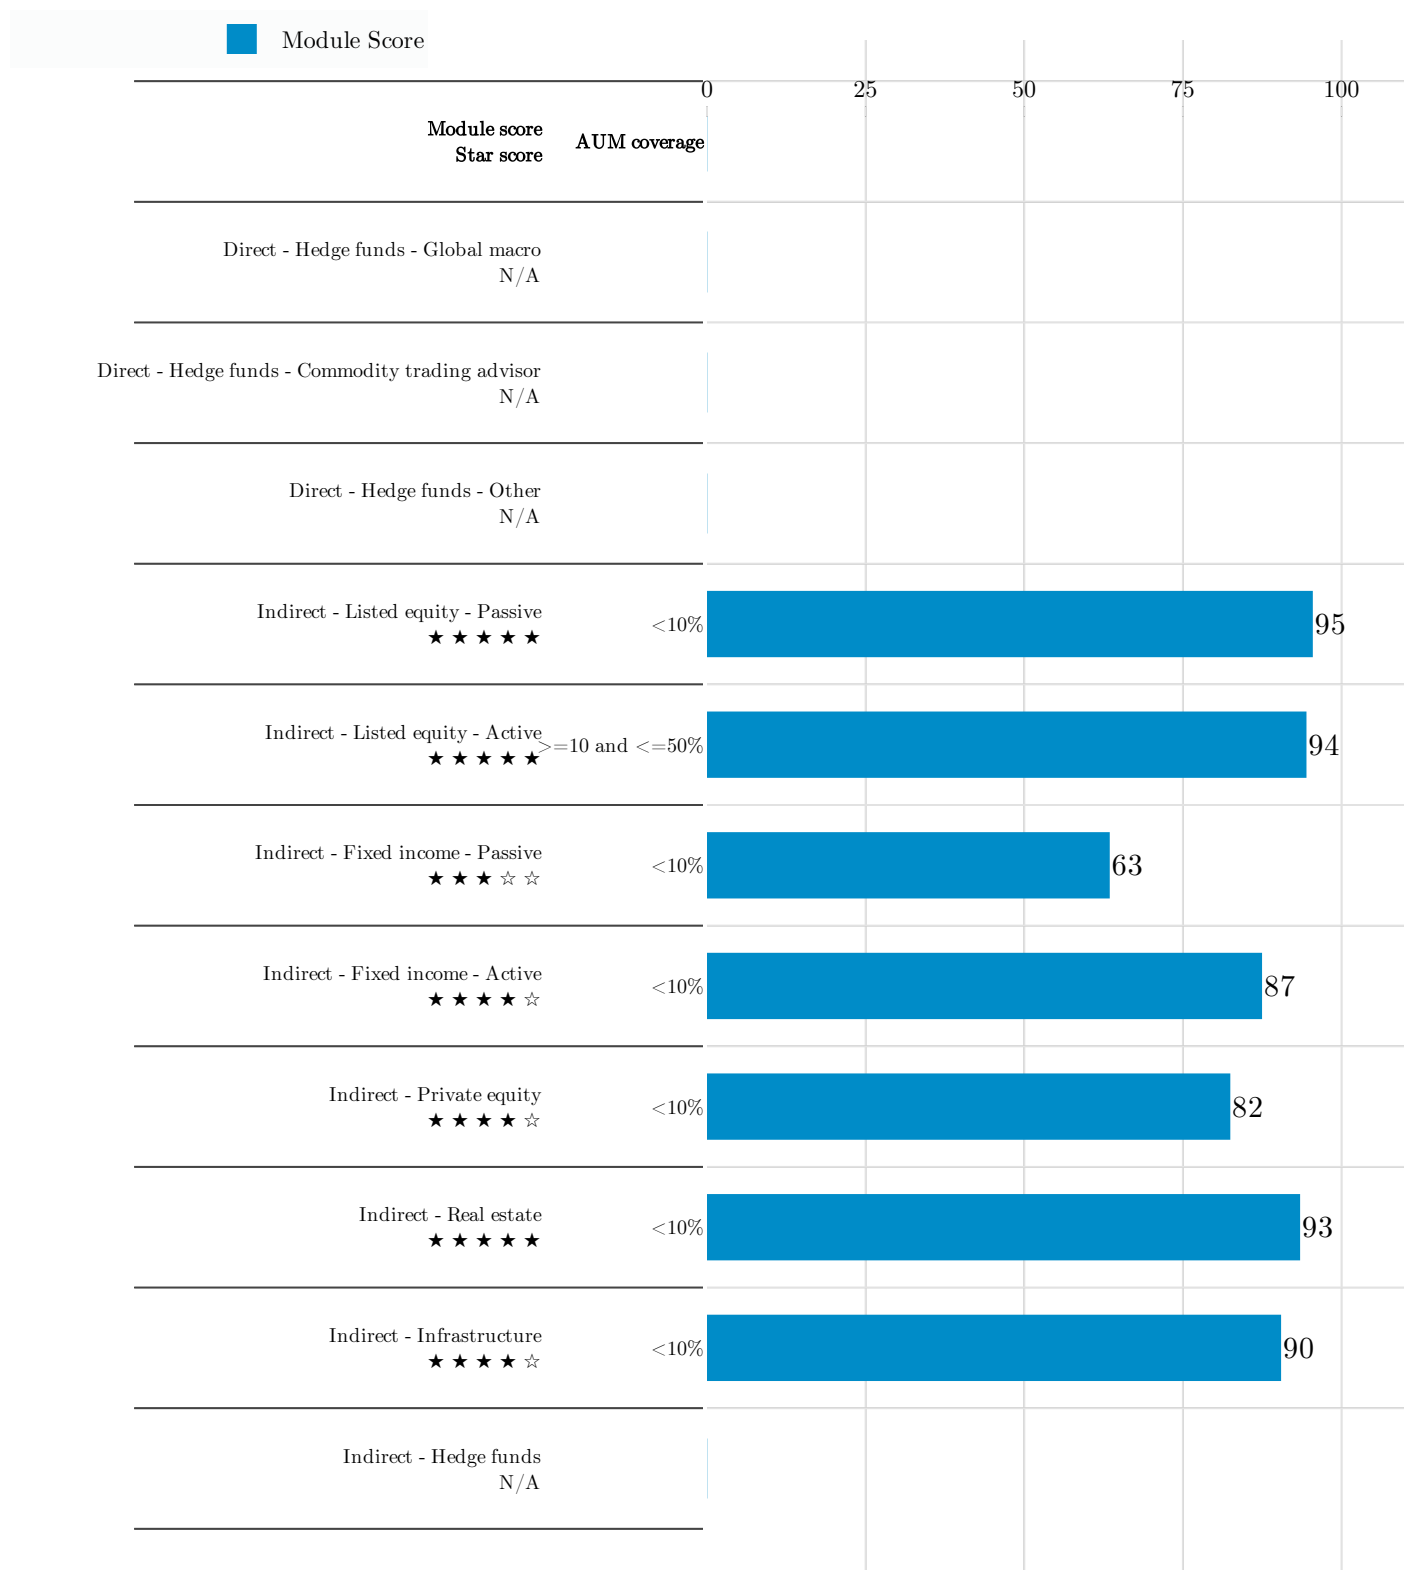 Module Score
0 25 50 75 100
Module score
Star score
AUM coverage
Direct - Hedge funds - Global macro
N/A
Direct - Hedge funds - Commodity trading advisor
N/A
Direct - Hedge funds - Other
N/A
Indirect - Listed equity - Passive
★ ★ ★ ★ ★
<10%
95
Indirect - Listed equity - Active
★ ★ ★ ★ ★
>=10 and <=50%
94
Indirect - Fixed income - Passive
★ ★ ★ ☆ ☆
<10%
63
Indirect - Fixed income - Active
★ ★ ★ ★ ☆
<10%
87
Indirect - Private equity
★ ★ ★ ★ ☆
<10%
82
Indirect - Real estate
★ ★ ★ ★ ★
<10%
93
Indirect - Infrastructure
★ ★ ★ ★ ☆
<10%
90
Indirect - Hedge funds
N/A